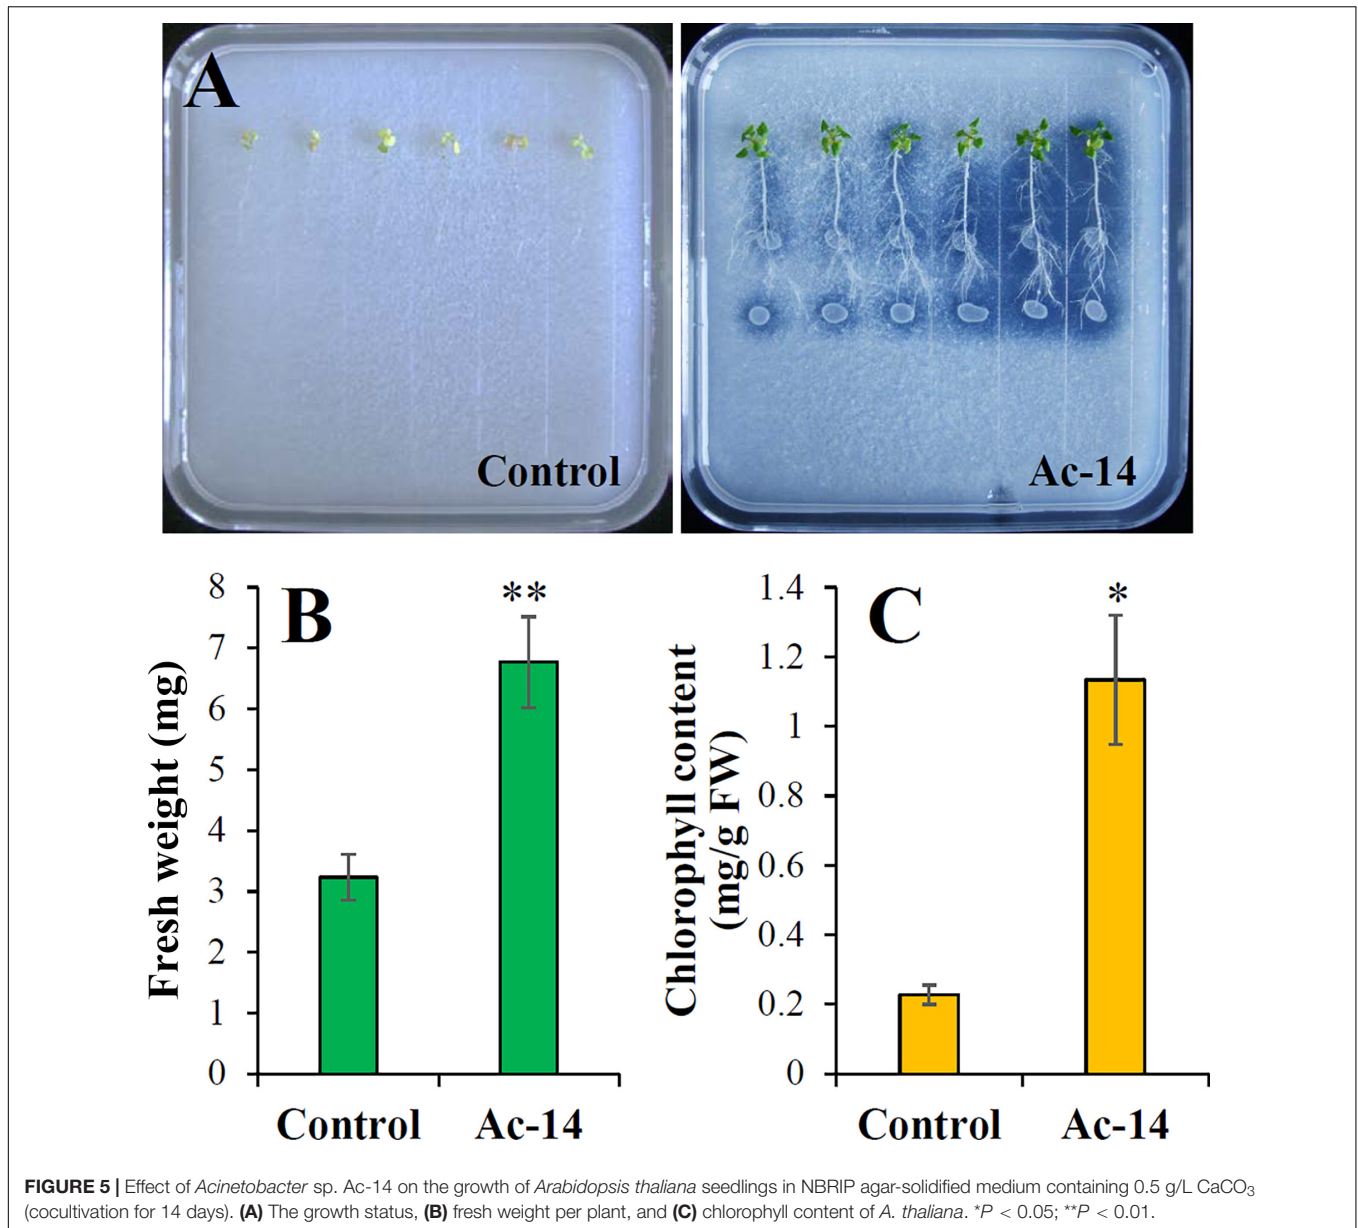 A
Control
Ac-14
B
**
8
7
6
5
4
3
2
1
0
Fresh weight (mg)
Control
Ac-14
C
*
1.4
1.2
1
0.8
0.6
0.4
0.2
0
Chlorophyll content
(mg/g FW)
Control
Ac-14
FIGURE 5 | Effect of Acinetobacter sp. Ac-14 on the growth of Arabidopsis thaliana seedlings in NBRIP agar-solidified medium containing 0.5 g/L CaCO₃
(cocultivation for 14 days). (A) The growth status, (B) fresh weight per plant, and (C) chlorophyll content of A. thaliana. *P < 0.05; **P < 0.01.